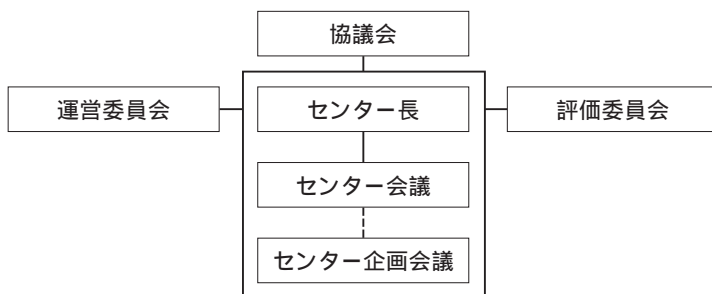 協議会
運営委員会
センター長
評価委員会
センター会議
センター企画会議